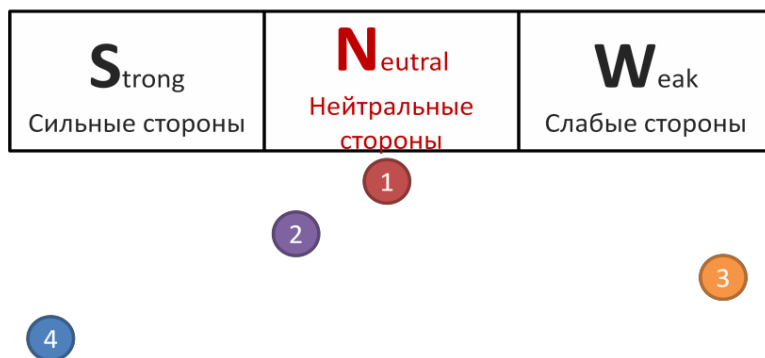 Strong
Сильные стороны
Neutral
Нейтральные
стороны
Weak
Слабые стороны
1
2
3
4